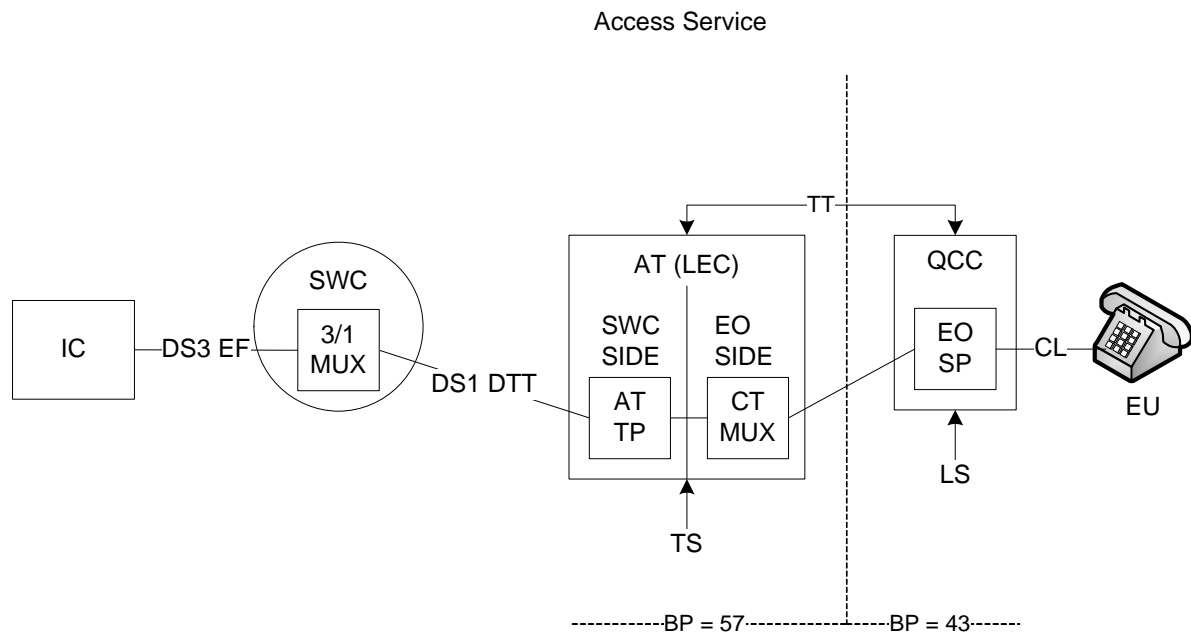 Access Service
TT
AT (LEC)
QCC
SWC
SWC
SIDE
EO
SIDE
IC
DS3 EF
3/1
MUX
DS1 DTT
AT
TP
CT
MUX
EO
SP
CL
EU
LS
TS
BP = 57
BP = 43